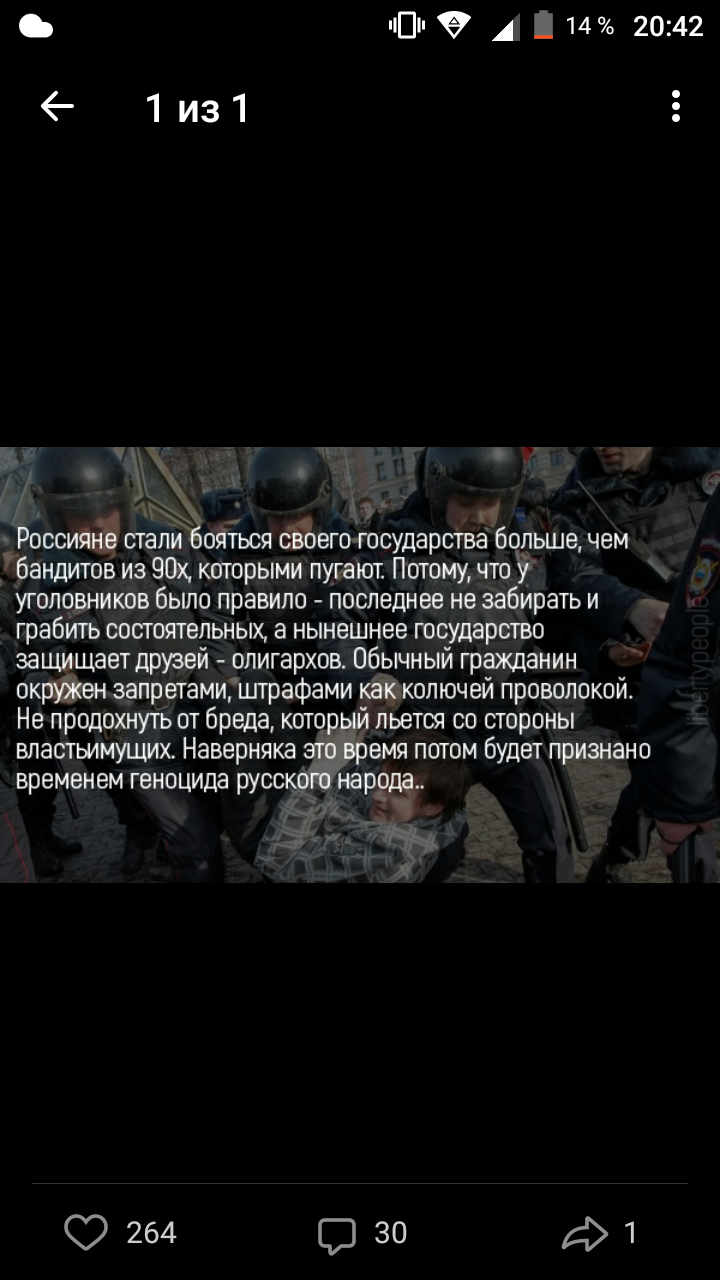 14 % 20:42
1 из 1
Россияне стали бояться своего государства больше, чем
бандитов из 90х, которыми пугают. Потому, что у
уголовников было правило - последнее не забирать и
грабить состоятельных, а нынешнее государство
защищает друзей - олигархов. Обычный гражданин
окружен запретами, штрафами как колючей проволокой.
Не продохнуть от бреда, который льется со стороны
властьимущих. Наверняка это время потом будет признано
временем геноцида русского народа..
libertypeople
264 30 1